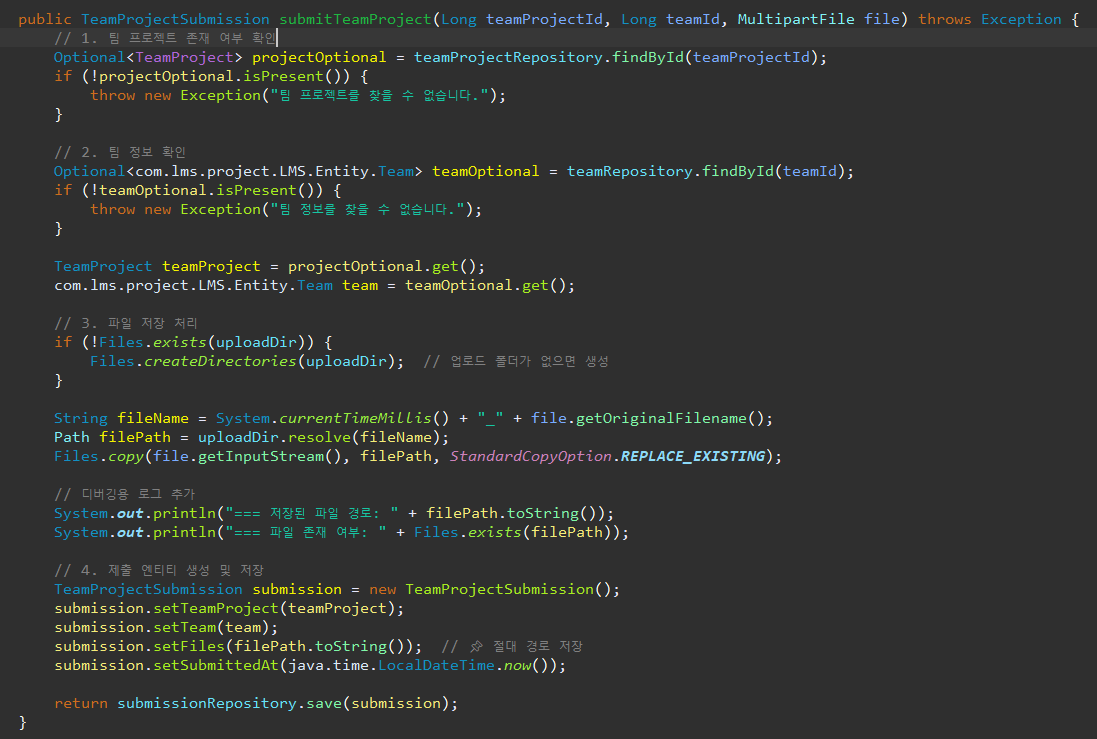 public TeamProjectSubmission submitTeamProject(Long teamProjectId, Long teamId, MultipartFile file) throws Exception {
// 1. 팀 프로젝트 존재 여부 확인
Optional<TeamProject> projectOptional = teamProjectRepository.findById(teamProjectId);
if (!projectOptional.isPresent()) {
throw new Exception("팀 프로젝트를 찾을 수 없습니다.");
}
// 2. 팀 정보 확인
Optional<com.lms.project.LMS.Entity.Team> teamOptional = teamRepository.findById(teamId);
if (!teamOptional.isPresent()) {
throw new Exception("팀 정보를 찾을 수 없습니다.");
}
TeamProject teamProject = projectOptional.get();
com.lms.project.LMS.Entity.Team team = teamOptional.get();
// 3. 파일 저장 처리
if (!Files.exists(uploadDir)) {
Files.createDirectories(uploadDir);  // 업로드 폴더가 없으면 생성
}
String fileName = System.currentTimeMillis() + "_" + file.getOriginalFilename();
Path filePath = uploadDir.resolve(fileName);
Files.copy(file.getInputStream(), filePath, StandardCopyOption.REPLACE_EXISTING);
// 디버깅용 로그 추가
System.out.println("=== 저장된 파일 경로: " + filePath.toString());
System.out.println("=== 파일 존재 여부: " + Files.exists(filePath));
// 4. 제출 엔티티 생성 및 저장
TeamProjectSubmission submission = new TeamProjectSubmission();
submission.setTeamProject(teamProject);
submission.setTeam(team);
submission.setFiles(filePath.toString());  // 📌 절대 경로 저장
submission.setSubmittedAt(java.time.LocalDateTime.now());
return submissionRepository.save(submission);
}